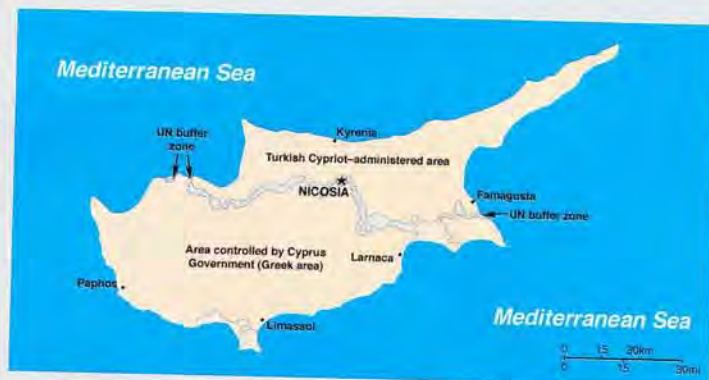 Mediterranean Sea
UN buffer
zone
Kyrenia
Turkish Cypriot–administered area
NICOSIA
Famagusta
UN buffer zone
Area controlled by Cyprus
Government (Greek area)
Larnaca
Paphos
Limassol
Mediterranean Sea
0 15 30km
0 15 30mi